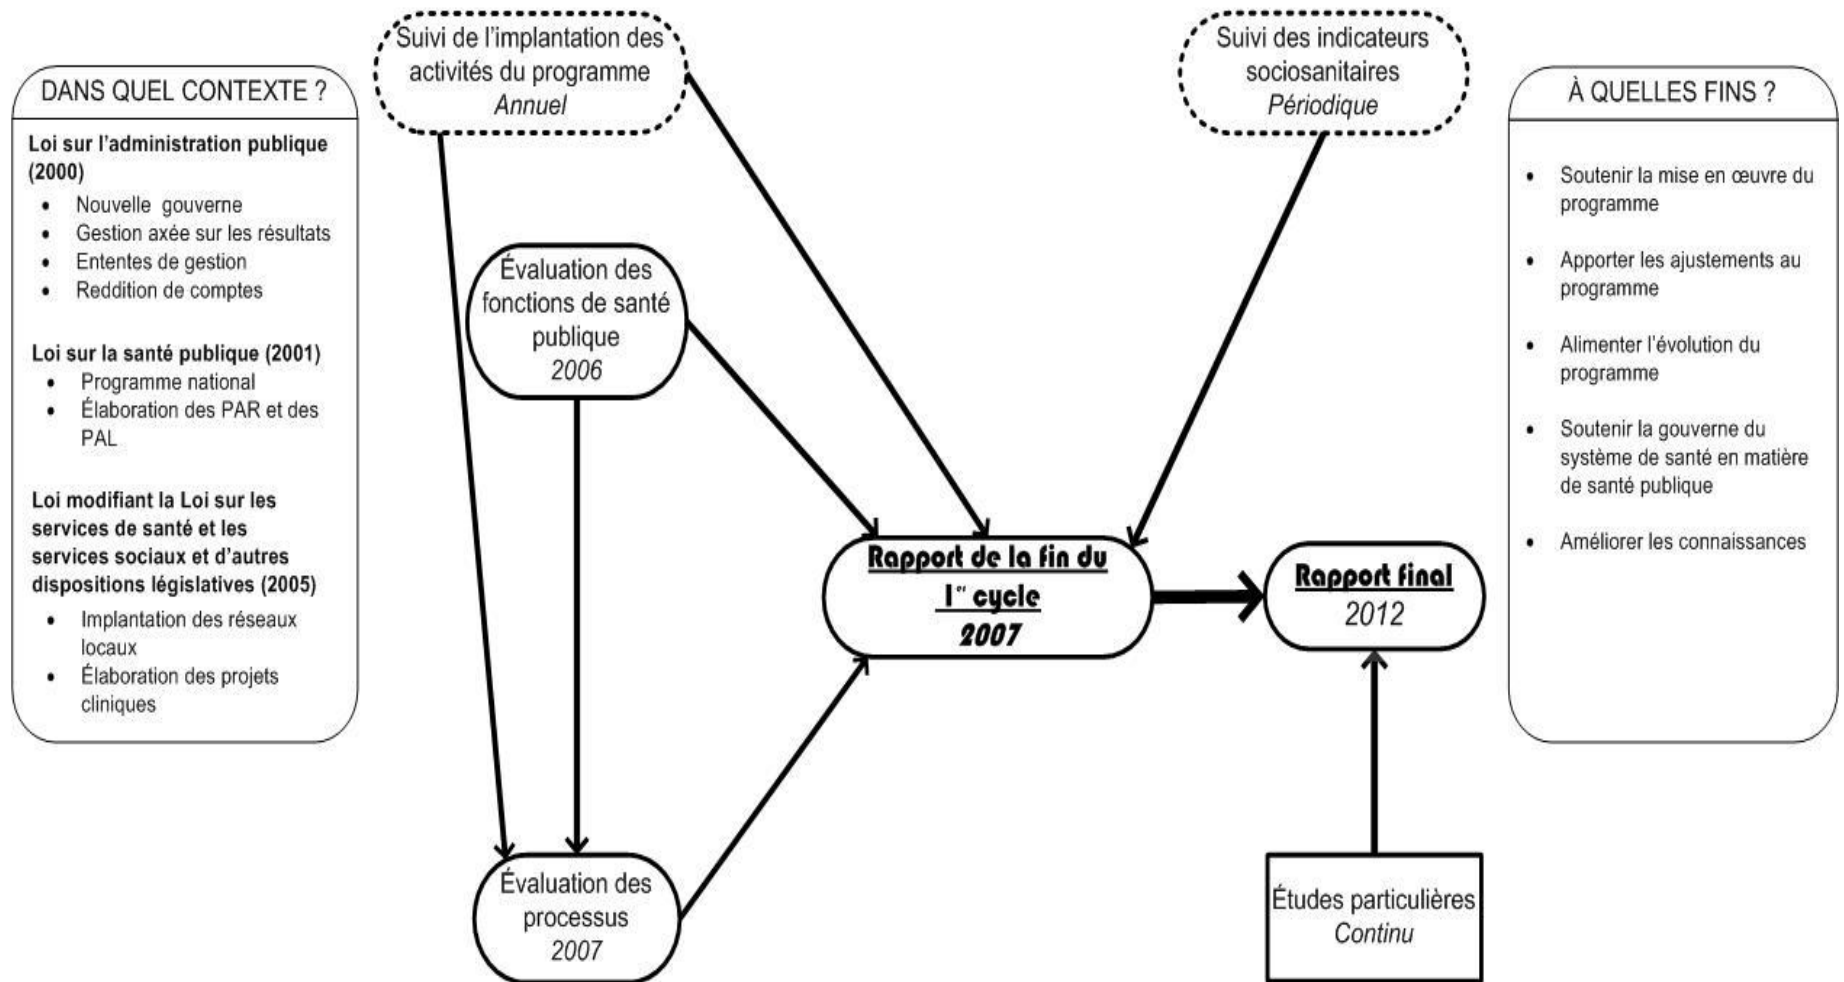 DANS QUEL CONTEXTE ?
Loi sur l'administration publique
(2000)
• Nouvelle gouverne
• Gestion axée sur les résultats
• Ententes de gestion
• Reddition de comptes
Loi sur la santé publique (2001)
• Programme national
• Élaboration des PAR et des
PAL
Loi modifiant la Loi sur les
services de santé et les
services sociaux et d'autres
dispositions législatives (2005)
• Implantation des réseaux
locaux
• Élaboration des projets
cliniques
Suivi de l'implantation des
activités du programme
Annuel
Évaluation des
fonctions de santé
publique
2006
Évaluation des
processus
2007
Suivi des indicateurs
sociosanitaires
Périodique
Rapport de la fin du
1er cycle
2007
Rapport final
2012
Études particulières
Continu
À QUELLES FINS ?
• Soutenir la mise en œuvre du
programme
• Apporter les ajustements au
programme
• Alimenter l'évolution du
programme
• Soutenir la gouverne du
système de santé en matière
de santé publique
• Améliorer les connaissances